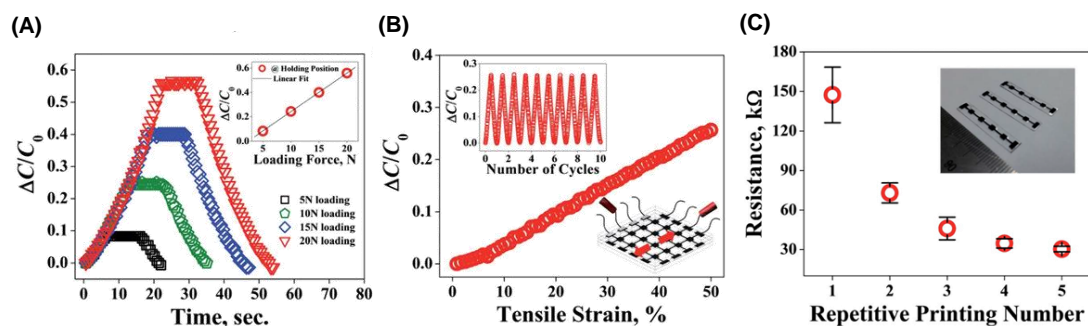 (A)
ΔC/C0
0.6
0.5
0.4
0.3
0.2
0.1
0.0
0 10 20 30 40 50 60 70 80
Time, sec.
5N loading
10N loading
15N loading
20N loading
@ Holding Position
Linear Fit
ΔC/C0
0.6
0.4
0.2
0.0
5 10 15 20
Loading Force, N
(B)
ΔC/C0
0.4
0.3
0.2
0.1
0.0
0 10 20 30 40 50
Tensile Strain, %
ΔC/C0
0.3
0.2
0.1
0.0
0 2 4 6 8 10
Number of Cycles
(C)
Resistance, kΩ
180
150
120
90
60
30
1 2 3 4 5
Repetitive Printing Number